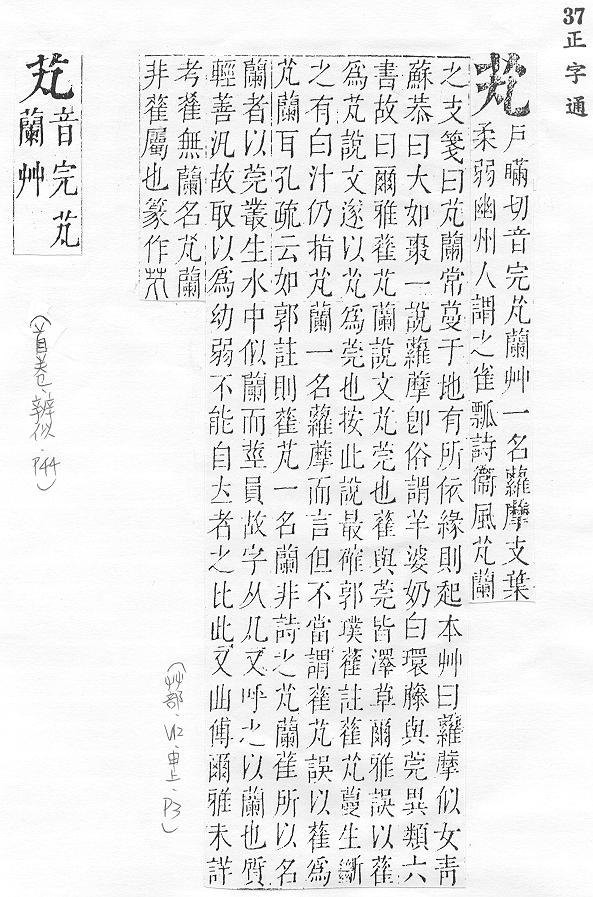 37正字通
芄
戶瞞切音完芄蘭艸一名蘿摩支葉
柔弱幽州人謂之雀瓢詩衞風芄蘭
之支箋曰芄蘭常蔓于地有所依緣則起本艸曰蘿摩似女青
蘇恭曰大如棗一說蘿摩卽俗謂羊婆奶白環藤與莞異類六
書故曰爾雅雚芄蘭說文芄莞也雚與莞皆澤草爾雅誤以雚
為芄說文遂以芄為莞也按此說最確郭璞雚註雚芄蔓生斷
之有白汁仍指芄蘭一名蘿摩而言但不當謂雚芄誤以雚為
芄蘭耳孔疏云如郭註則雚芄一名蘭非詩之芄蘭雚所以名
蘭者以莞叢生水中似蘭而莖員故字从丸又呼之以蘭也質
輕善汎故取以為幼弱不能自立者之比此又曲傅爾雅未詳
考雚無蘭名芄蘭
非雚屬也篆作
芄
音完芄
蘭艸
(首卷.辨似.P44)
(艸部.申上.P3)